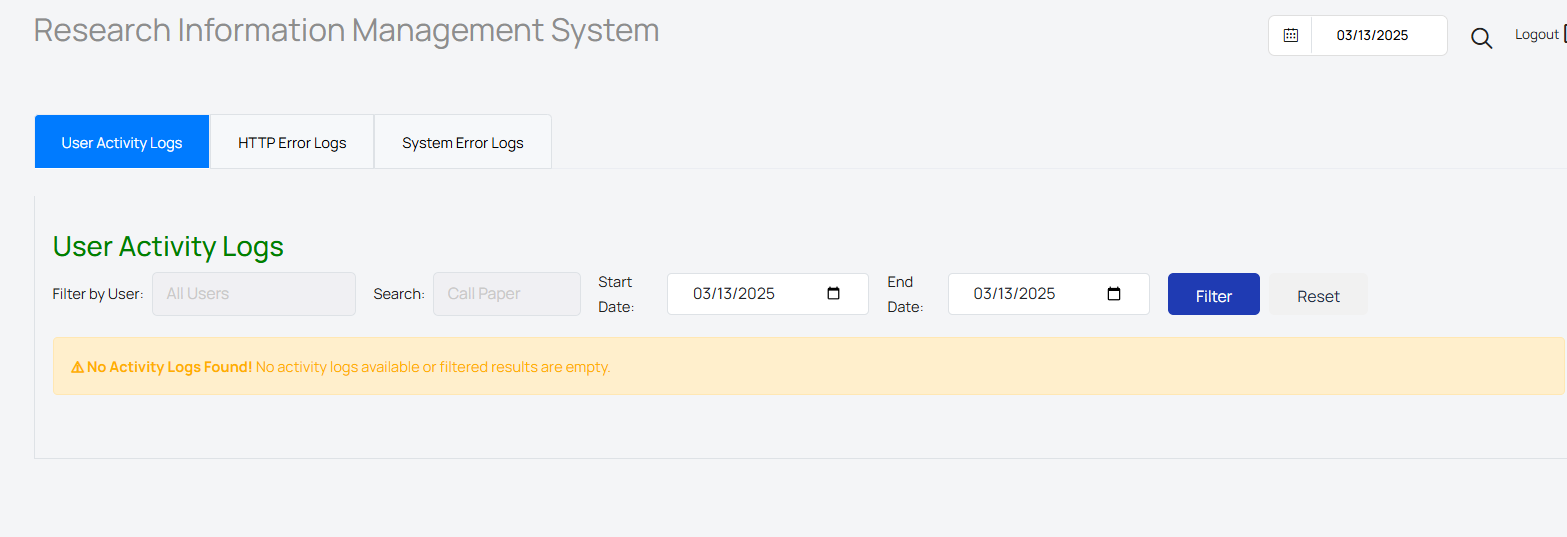 Research Information Management System
03/13/2025
Logout
User Activity Logs
HTTP Error Logs
System Error Logs
User Activity Logs
Filter by User:
All Users
Search:
Call Paper
Start
Date:
03/13/2025
End
Date:
03/13/2025
Filter
Reset
⚠ No Activity Logs Found! No activity logs available or filtered results are empty.